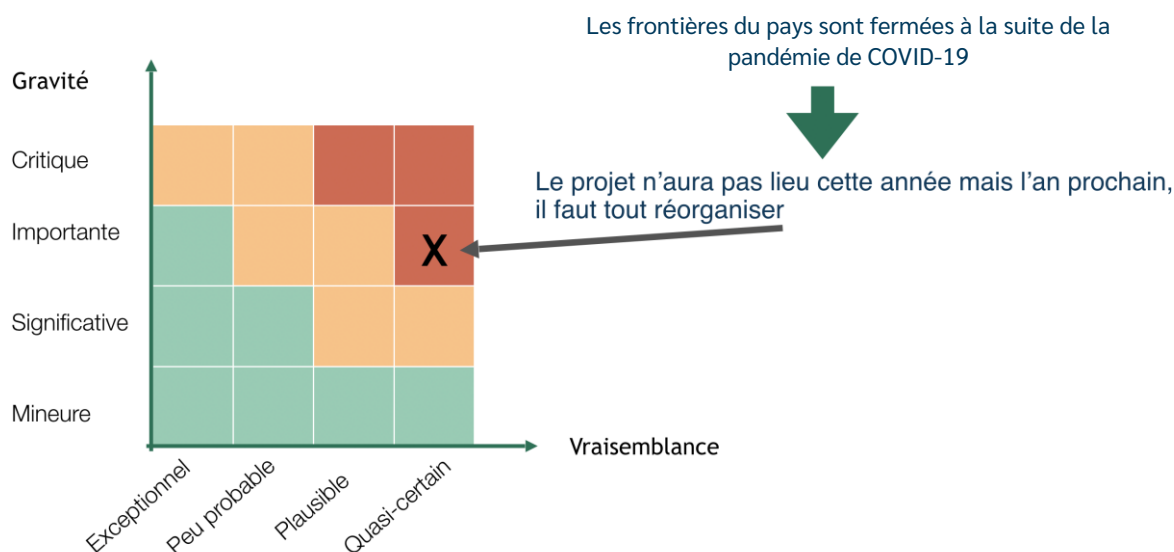 Les frontières du pays sont fermées à la suite de la
pandémie de COVID-19
Gravité
Critique
Le projet n’aura pas lieu cette année mais l’an prochain,
il faut tout réorganiser
Importante
X
Significative
Mineure
Vraisemblance
Exceptionnel
Peu probable
Plausible
Quasi-certain